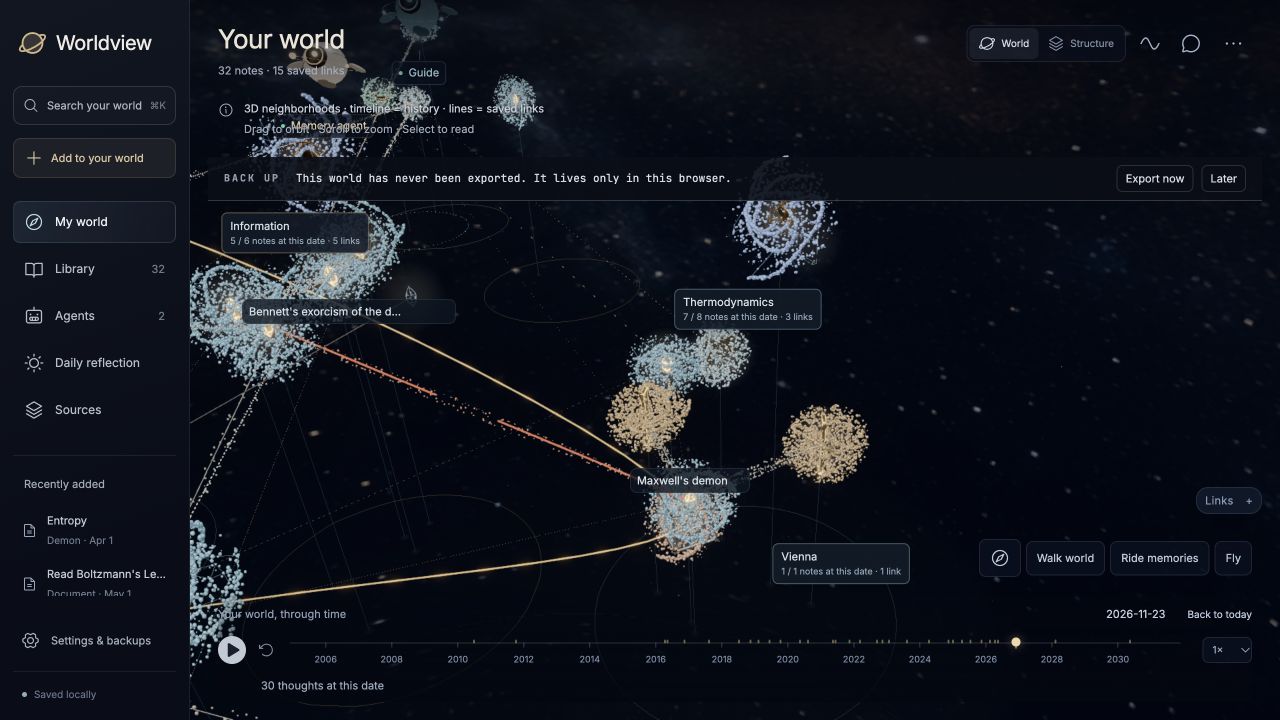 Worldview
Search your world ⌘K
Add to your world
My world
Library 32
Agents 2
Daily reflection
Sources
Recently added
Entropy
Demon · Apr 1
Read Boltzmann's Le...
Document · May 1
Settings & backups
Saved locally
Your world
32 notes · 15 saved links
Guide
World
Structure
3D neighborhoods · timeline = history · lines = saved links
Memory agent
Drag to orbit · Scroll to zoom · Select to read
BACK UP This world has never been exported. It lives only in this browser.
Export now
Later
Information
5 / 6 notes at this date · 5 links
Bennett's exorcism of the d...
Thermodynamics
7 / 8 notes at this date · 3 links
Maxwell's demon
Links +
Vienna
1 / 1 notes at this date · 1 link
Walk world
Ride memories
Fly
Your world, through time
2026-11-23
Back to today
2006 2008 2010 2012 2014 2016 2018 2020 2022 2024 2026 2028 2030
1×
30 thoughts at this date